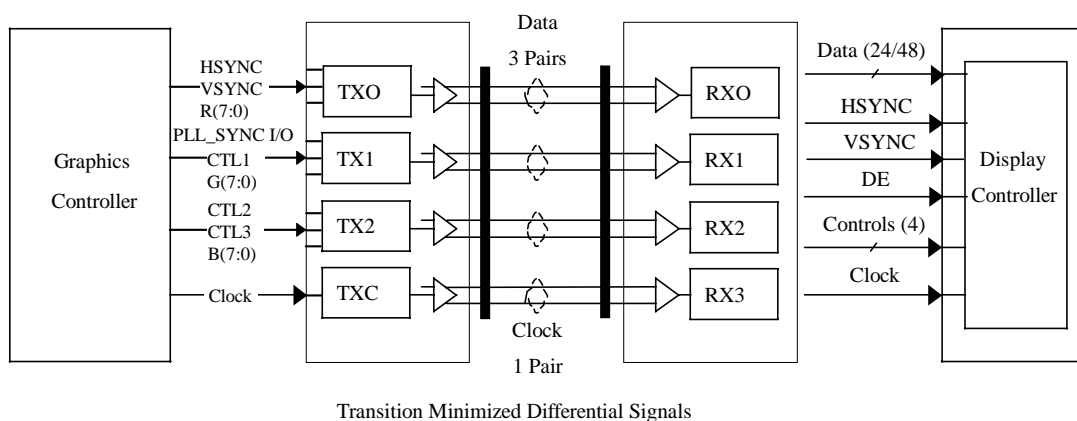 Data
3 Pairs
Graphics
Controller
HSYNC
VSYNC
R(7:0)
PLL_SYNC I/O
CTL1
G(7:0)
CTL2
CTL3
B(7:0)
Clock
TXO
TX1
TX2
TXC
Clock
1 Pair
RXO
RX1
RX2
RX3
Data (24/48)
HSYNC
VSYNC
DE
Controls (4)
Clock
Display
Controller
Transition Minimized Differential Signals